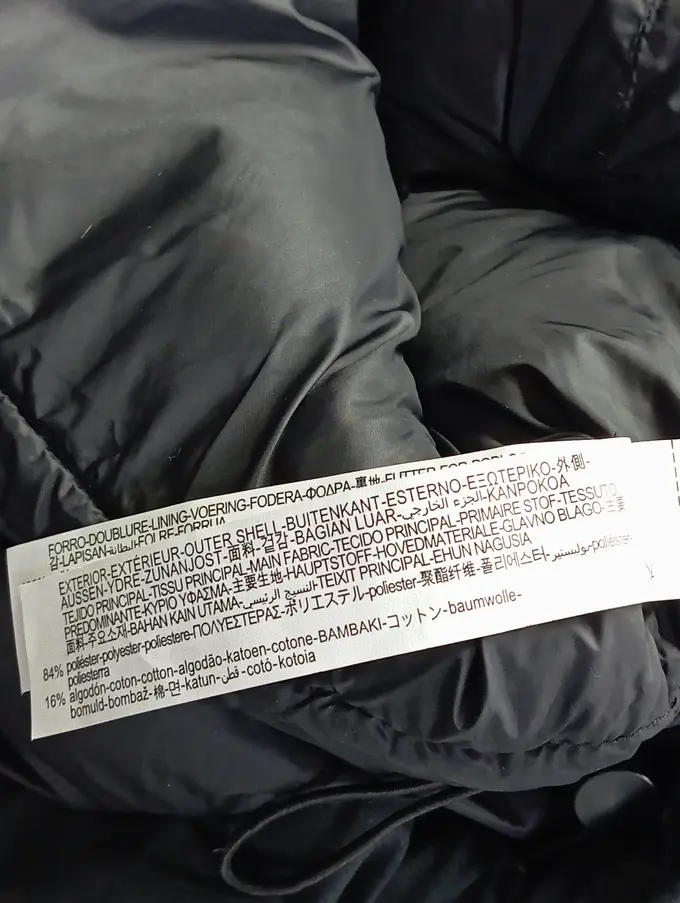 FORRO-DOUBLURE-LINING-VOERING-FODERA-ΦΟΔΡΑ-裏地-FUTTER-FOR-
감-LAPISAN-البطانة-FOLRE-FORRUA
EXTERIOR-EXTÉRIEUR-OUTER SHELL-BUITENKANT-ESTERNO-ΕΞΩΤΕΡΙΚΟ-外側-
AUSSEN-YDRE-ZUNANJOST-面料-겉감-BAGIAN LUAR-الجزء الخارجي-KANPOKOA
TEJIDO PRINCIPAL-TISSU PRINCIPAL-MAIN FABRIC-TECIDO PRINCIPAL-PRIMAIRE STOF-TESSUTO
PREDOMINANTE-ΚΥΡΙΟ ΥΦΑΣΜΑ-主要生地-HAUPTSTOFF-HOVEDMATERIALE-GLAVNO BLAGO-主要
面料-주요소재-BAHAN KAIN UTAMA-النسيج الرئيسي-TEIXIT PRINCIPAL-EHUN NAGUSIA
84% poliéster-polyester-poliestere-ΠΟΛΥΕΣΤΕΡΑΣ-ポリエステル-poliester-聚酯纤维-폴리에스터-بوليستير-polièster-
poliesterra
16% algodón-coton-cotton-algodão-katoen-cotone-ΒΑΜΒΑΚΙ-コットン-baumwolle-
bomuld-bombaž-棉-면-katun-قطن-cotó-kotoia